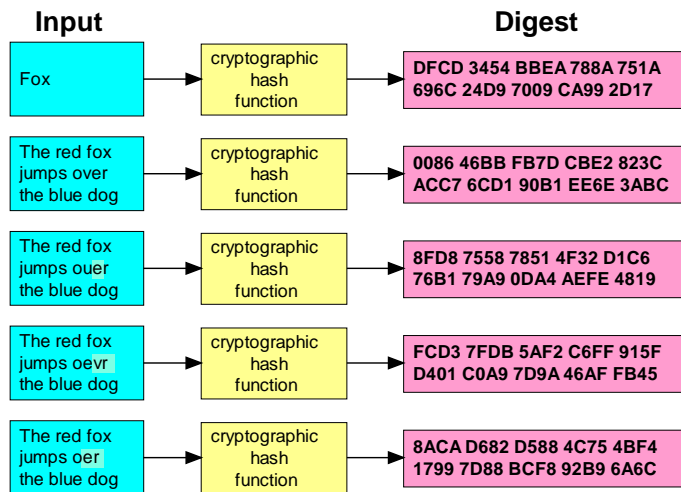 Input
Digest
Fox
cryptographic
hash
function
DFCD 3454 BBEA 788A 751A
696C 24D9 7009 CA99 2D17
The red fox
jumps over
the blue dog
cryptographic
hash
function
0086 46BB FB7D CBE2 823C
ACC7 6CD1 90B1 EE6E 3ABC
The red fox
jumps ouer
the blue dog
cryptographic
hash
function
8FD8 7558 7851 4F32 D1C6
76B1 79A9 0DA4 AEFE 4819
The red fox
jumps oevr
the blue dog
cryptographic
hash
function
FCD3 7FDB 5AF2 C6FF 915F
D401 C0A9 7D9A 46AF FB45
The red fox
jumps oer
the blue dog
cryptographic
hash
function
8ACA D682 D588 4C75 4BF4
1799 7D88 BCF8 92B9 6A6C